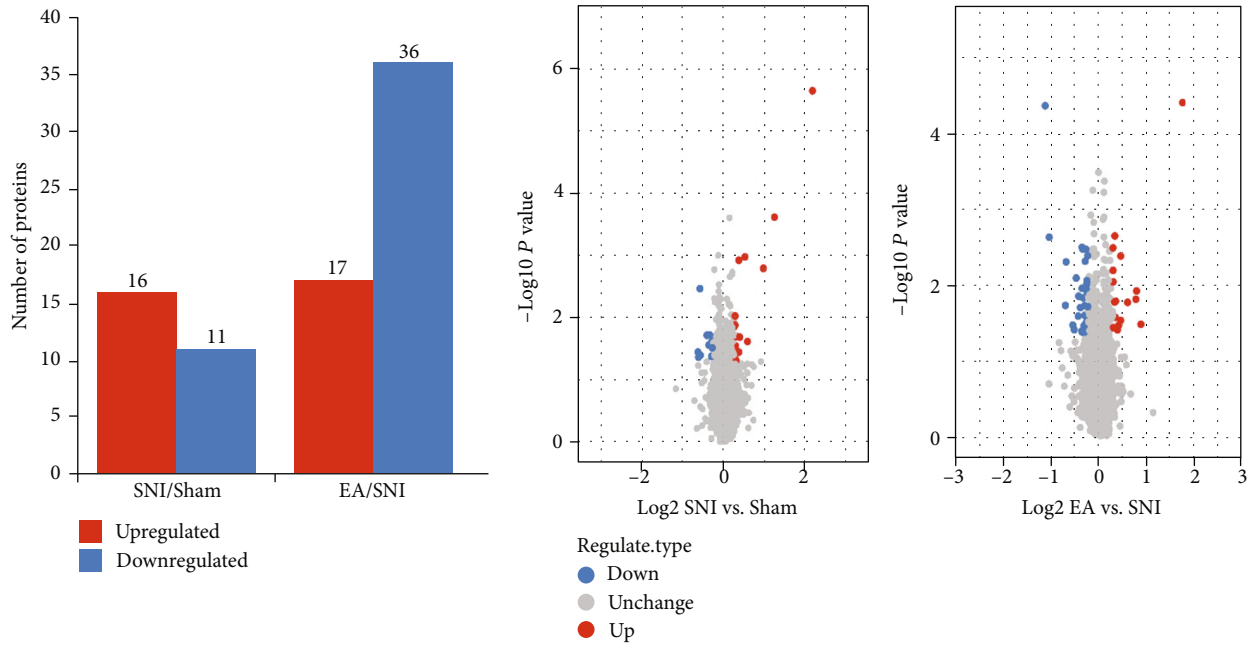 Number of proteins
40
35
30
25
20
15
10
5
0
16
11
17
36
SNI/Sham
EA/SNI
Upregulated
Downregulated
−Log10 P value
6
4
2
0
−2
0
2
Log2 SNI vs. Sham
Regulate.type
Down
Unchange
Up
−Log10 P value
4
2
0
−3
−2
−1
0
1
2
3
Log2 EA vs. SNI